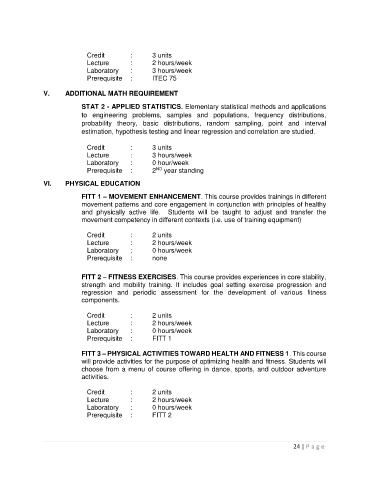 Credit : 3 units
Lecture : 2 hours/week
Laboratory : 3 hours/week
Prerequisite : ITEC 75
V. ADDITIONAL MATH REQUIREMENT
STAT 2 - APPLIED STATISTICS. Elementary statistical methods and applications
to engineering problems, samples and populations, frequency distributions,
probability theory, basic distributions, random sampling, point and interval
estimation, hypothesis testing and linear regression and correlation are studied.
Credit : 3 units
Lecture : 3 hours/week
Laboratory : 0 hour/week
Prerequisite : 2ND year standing
VI. PHYSICAL EDUCATION
FITT 1 – MOVEMENT ENHANCEMENT. This course provides trainings in different
movement patterns and core engagement in conjunction with principles of healthy
and physically active life. Students will be taught to adjust and transfer the
movement competency in different contexts (i.e. use of training equipment)
Credit : 2 units
Lecture : 2 hours/week
Laboratory : 0 hours/week
Prerequisite : none
FITT 2 – FITNESS EXERCISES. This course provides experiences in core stability,
strength and mobility training. It includes goal setting exercise progression and
regression and periodic assessment for the development of various fitness
components.
Credit : 2 units
Lecture : 2 hours/week
Laboratory : 0 hour/week
Prerequisite : FITT 1
FITT 3 – PHYSICAL ACTIVITIES TOWARD HEALTH AND FITNESS 1. This course
will provide activities for the purpose of optimizing health and fitness. Students will
choose from a menu of course offering in dance, sports, and outdoor adventure
activities.
Credit : 2 units
Lecture : 2 hours/week
Laboratory : 0 hour/week
Prerequisite : FITT 2
24 | Page